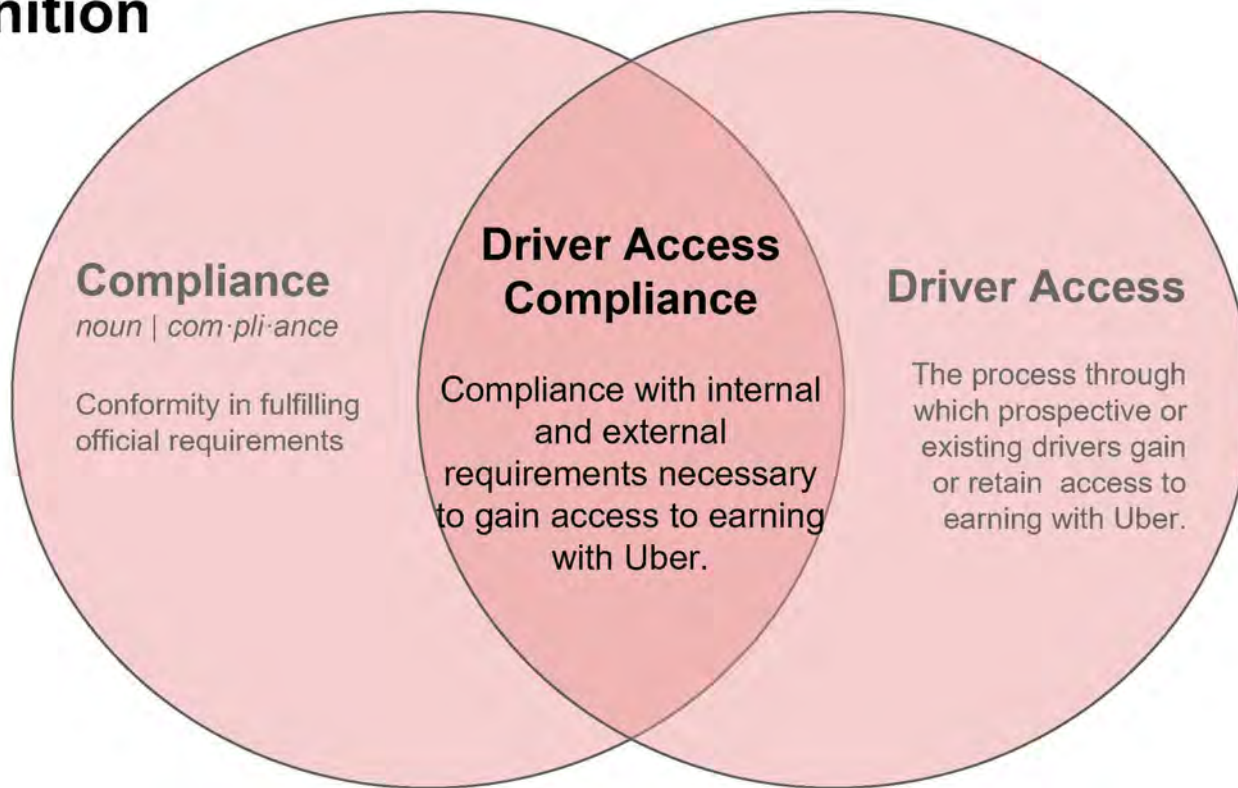 nition
Compliance
noun | com·pli·ance
Conformity in fulfilling
official requirements
Driver Access
Compliance
Compliance with internal
and external
requirements necessary
to gain access to earning
with Uber.
Driver Access
The process through
which prospective or
existing drivers gain
or retain access to
earning with Uber.